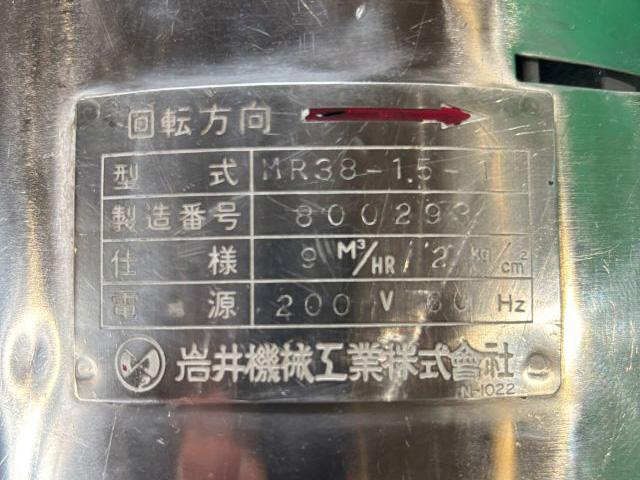 回転方向
型式 MR38-1.5-1
製造番号 800293
仕様 9 M³/HR 2 kg/cm²
電源 200 V 60 Hz
岩井機械工業株式會社
N-1022